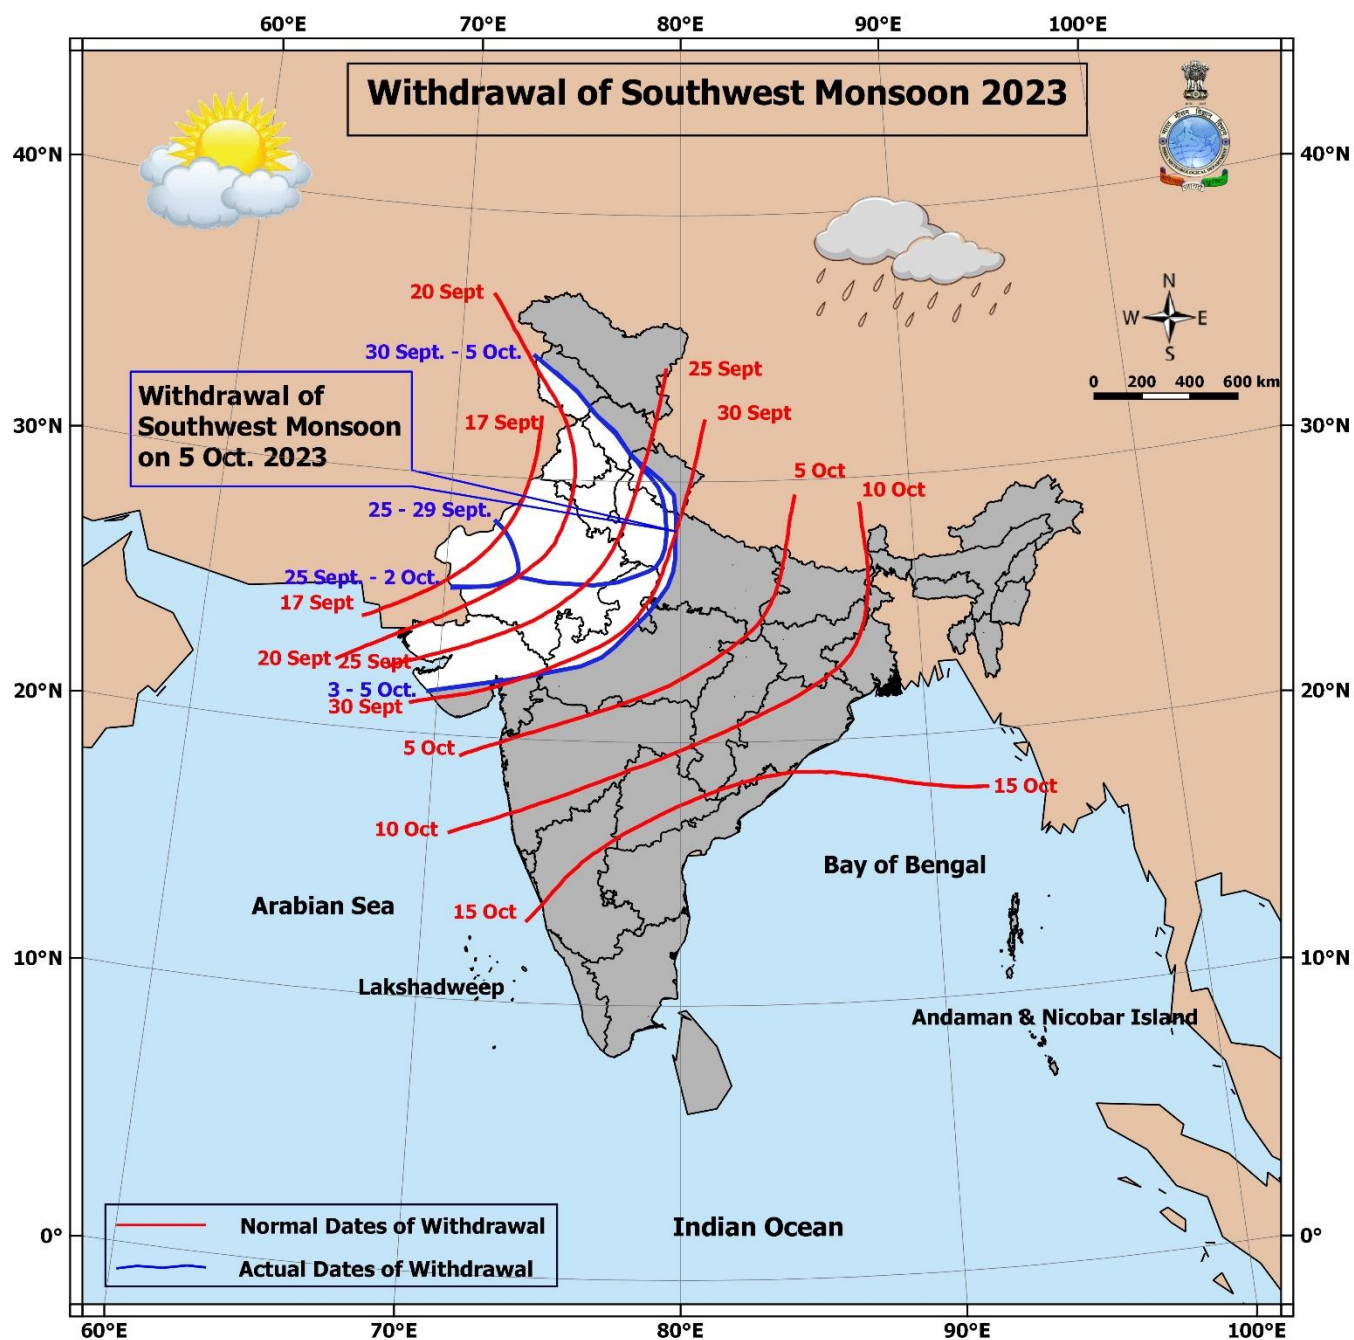 60°E 70°E 80°E 90°E 100°E
Withdrawal of Southwest Monsoon 2023
40°N 40°N
20 Sept
N
W E
S
30 Sept. - 5 Oct.
25 Sept
0 200 400 600 km
Withdrawal of
Southwest Monsoon
on 5 Oct. 2023
17 Sept
30 Sept
30°N 30°N
5 Oct
10 Oct
25 - 29 Sept.
25 Sept. - 2 Oct.
17 Sept
20 Sept
25 Sept
3 - 5 Oct.
20°N 20°N
30 Sept
5 Oct
15 Oct
10 Oct
Bay of Bengal
Arabian Sea
15 Oct
10°N 10°N
Lakshadweep
Andaman & Nicobar Island
Normal Dates of Withdrawal
Indian Ocean
0° 0°
Actual Dates of Withdrawal
60°E 70°E 80°E 90°E 100°E